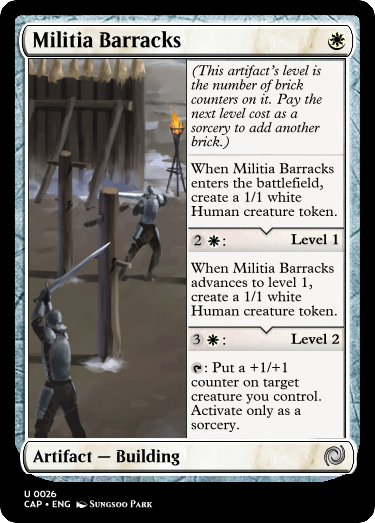 Militia Barracks
(This artifact's level is
the number of brick
counters on it. Pay the
next level cost as a
sorcery to add another
brick.)
When Militia Barracks
enters the battlefield,
create a 1/1 white
Human creature token.
2 : Level 1
When Militia Barracks
advances to level 1,
create a 1/1 white
Human creature token.
3 : Level 2
: Put a +1/+1
counter on target
creature you control.
Activate only as a
sorcery.
Artifact — Building
U 0026
CAP • ENG Sungsoo Park